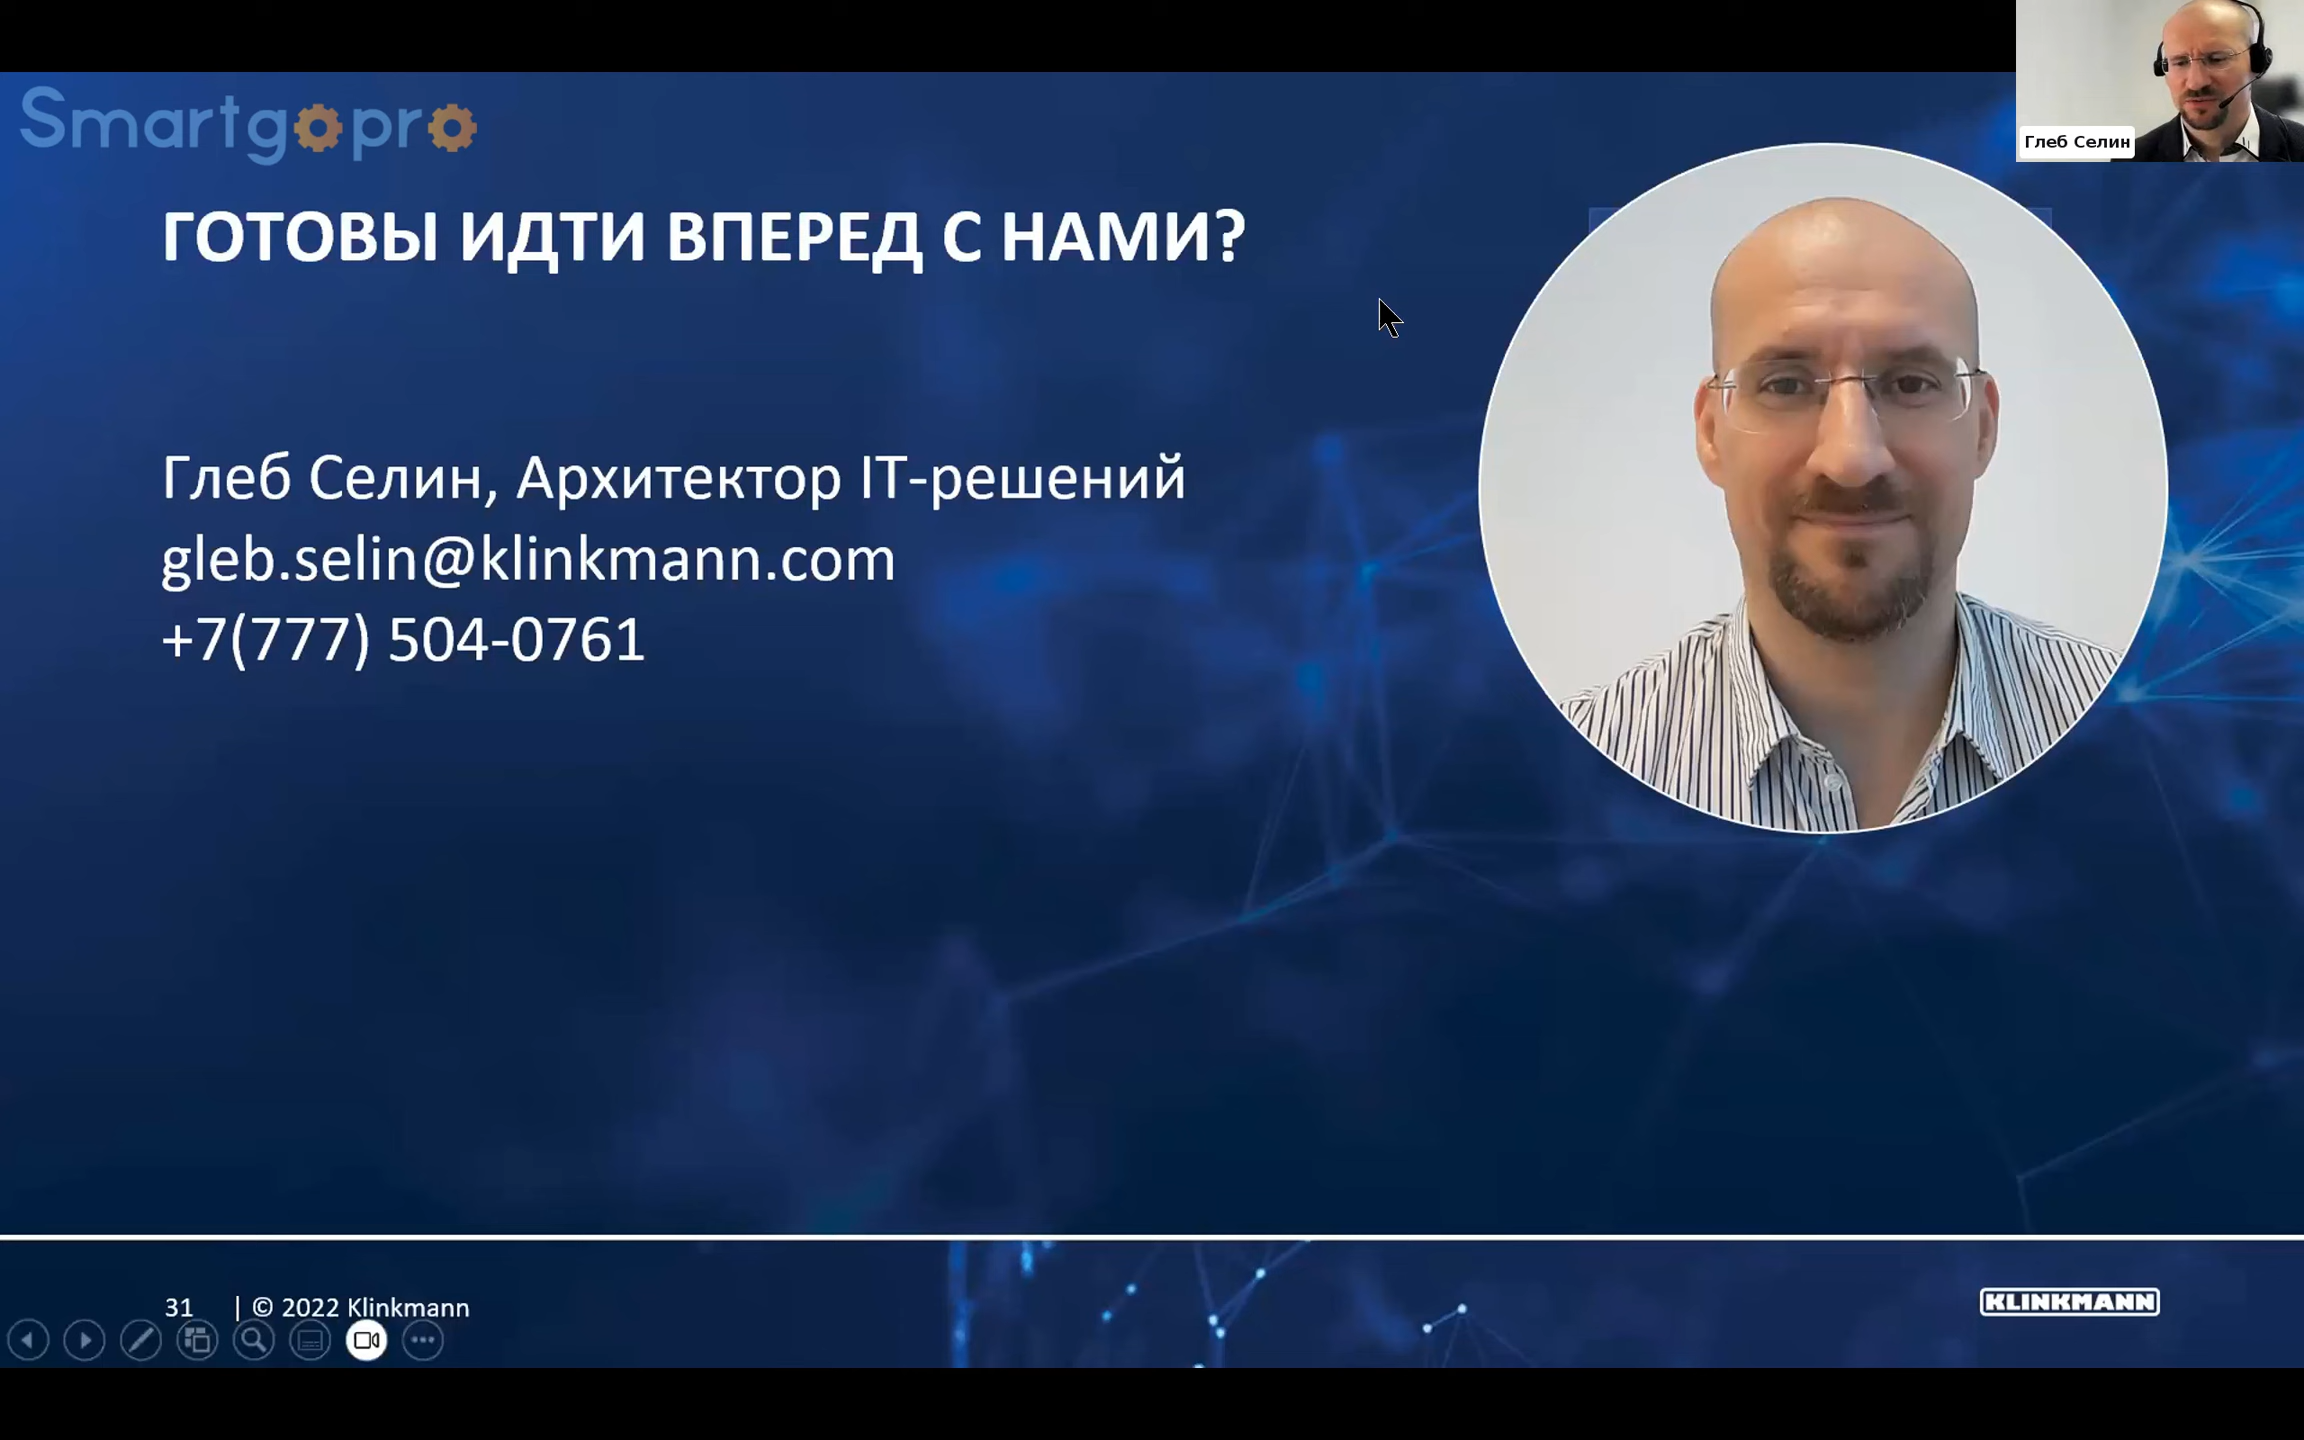 Smartgopro
Глеб Селин
ГОТОВЫ ИДТИ ВПЕРЕД С НАМИ?
Глеб Селин, Архитектор IT-решений
gleb.selin@klinkmann.com
+7(777) 504-0761
31 | © 2022 Klinkmann
KLINKMANN